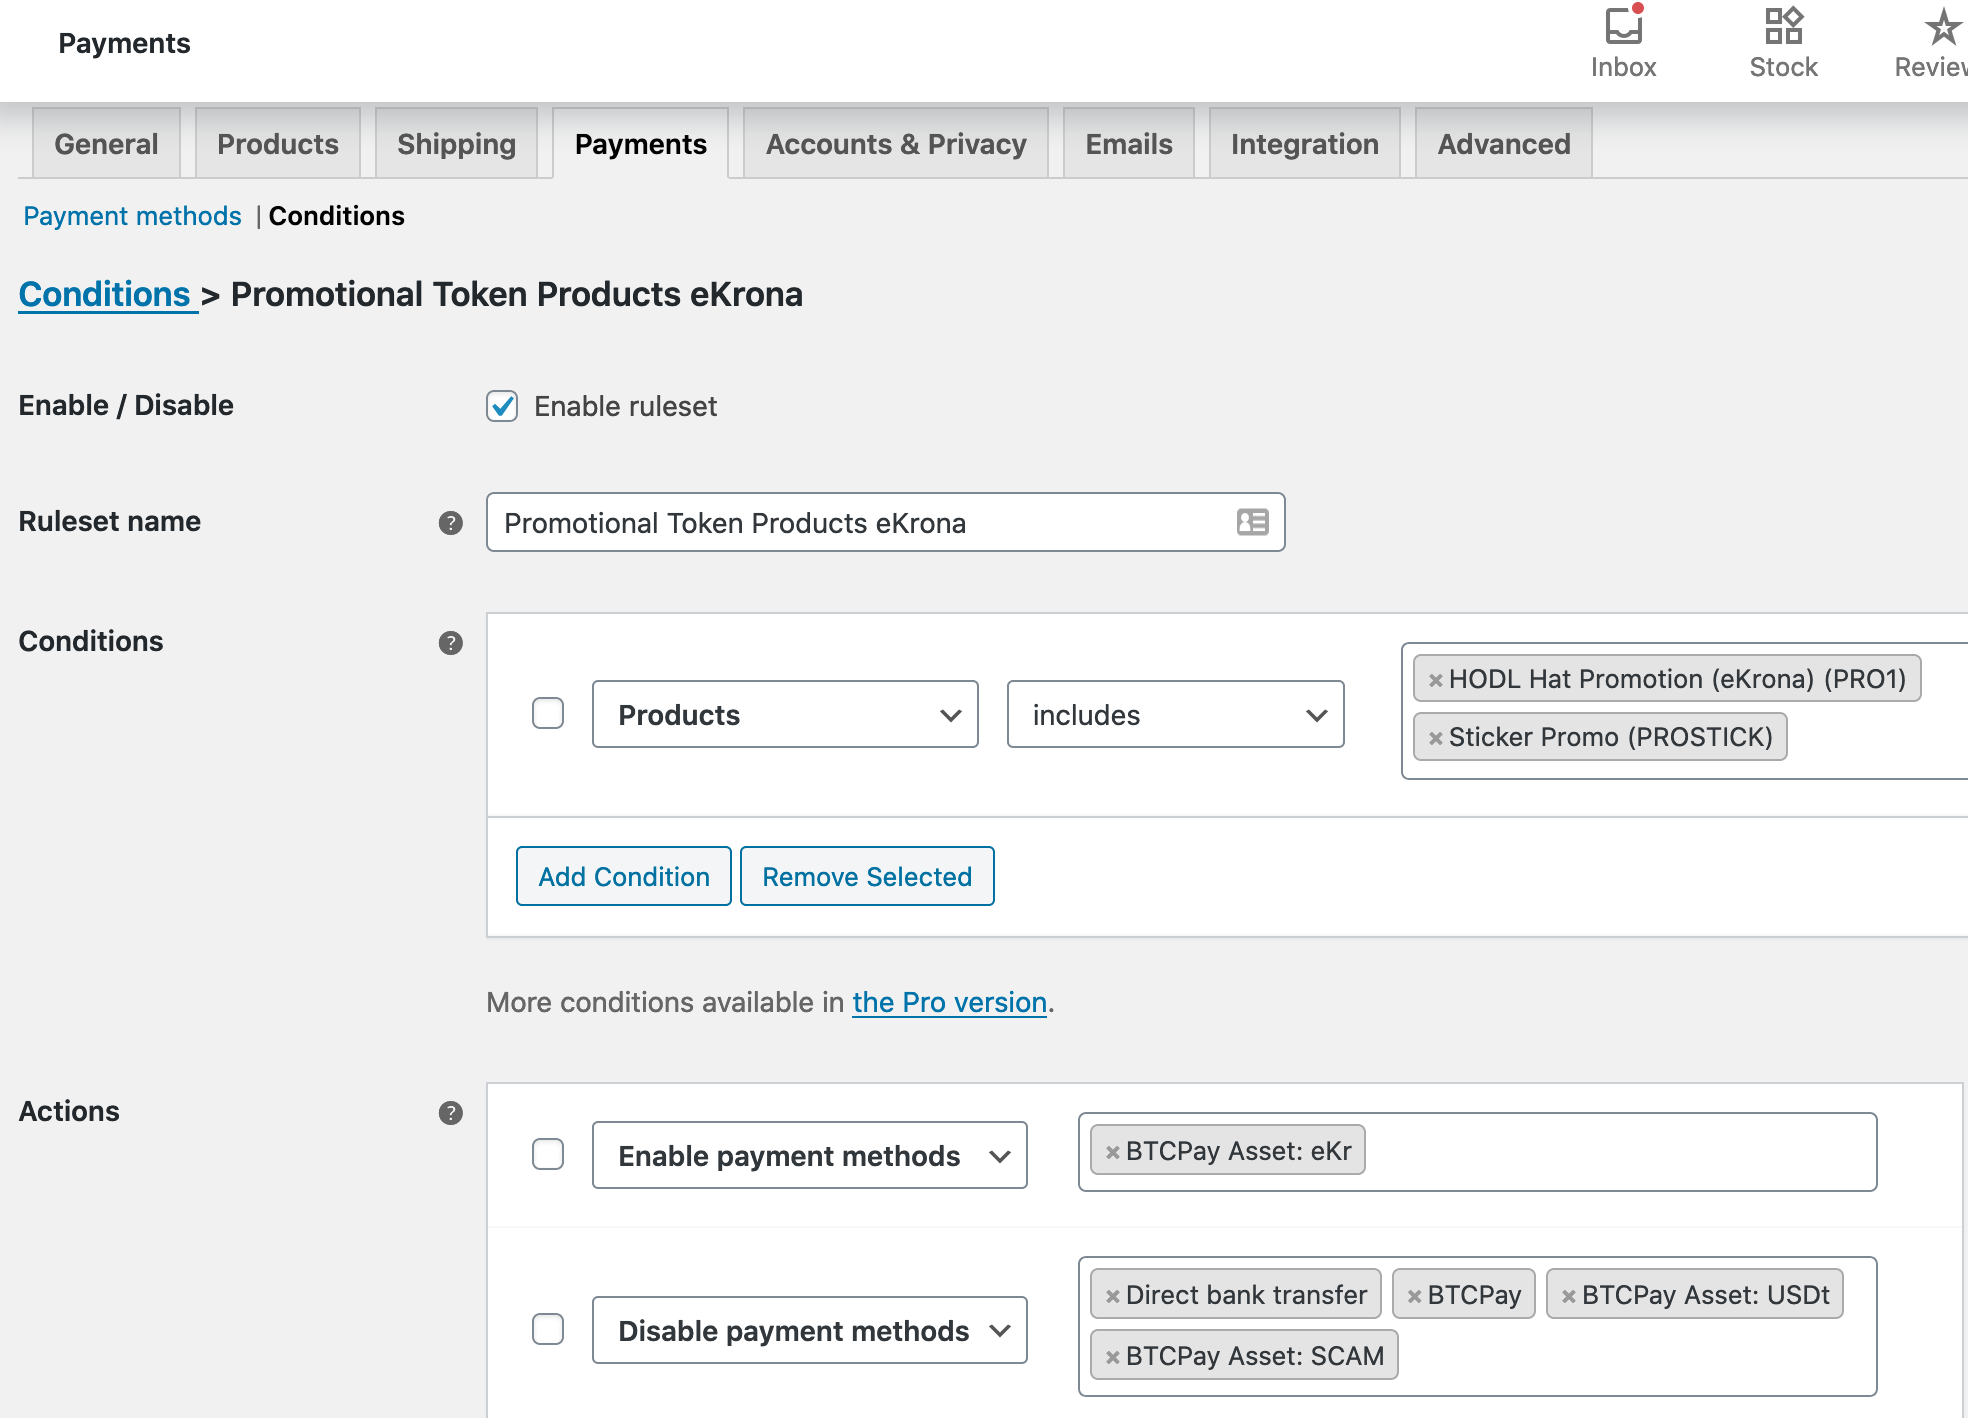 Payments
Inbox
Stock
Review
General
Products
Shipping
Payments
Accounts & Privacy
Emails
Integration
Advanced
Payment methods | Conditions
Conditions > Promotional Token Products eKrona
Enable / Disable
Enable ruleset
Ruleset name
?
Promotional Token Products eKrona
Conditions
?
Products
includes
× HODL Hat Promotion (eKrona) (PRO1)
× Sticker Promo (PROSTICK)
Add Condition
Remove Selected
More conditions available in the Pro version.
Actions
?
Enable payment methods
× BTCPay Asset: eKr
Disable payment methods
× Direct bank transfer × BTCPay × BTCPay Asset: USDt
× BTCPay Asset: SCAM